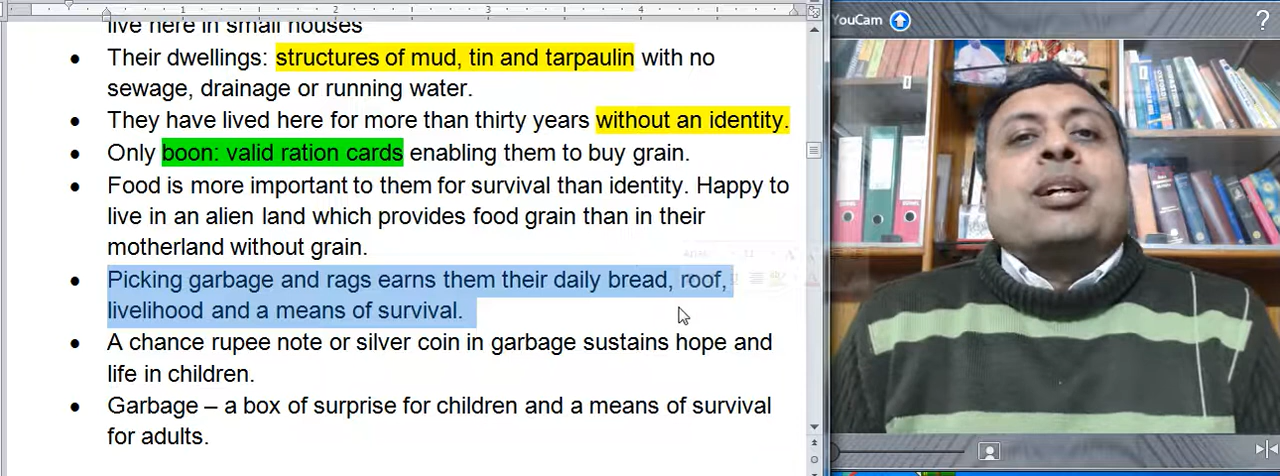 live here in small houses
• Their dwellings: structures of mud, tin and tarpaulin with no
sewage, drainage or running water.
• They have lived here for more than thirty years without an identity.
• Only boon: valid ration cards enabling them to buy grain.
• Food is more important to them for survival than identity. Happy to
live in an alien land which provides food grain than in their
motherland without grain.
• Picking garbage and rags earns them their daily bread, roof,
livelihood and a means of survival.
• A chance rupee note or silver coin in garbage sustains hope and
life in children.
• Garbage – a box of surprise for children and a means of survival
for adults.
YouCam
?
1
2
3
4